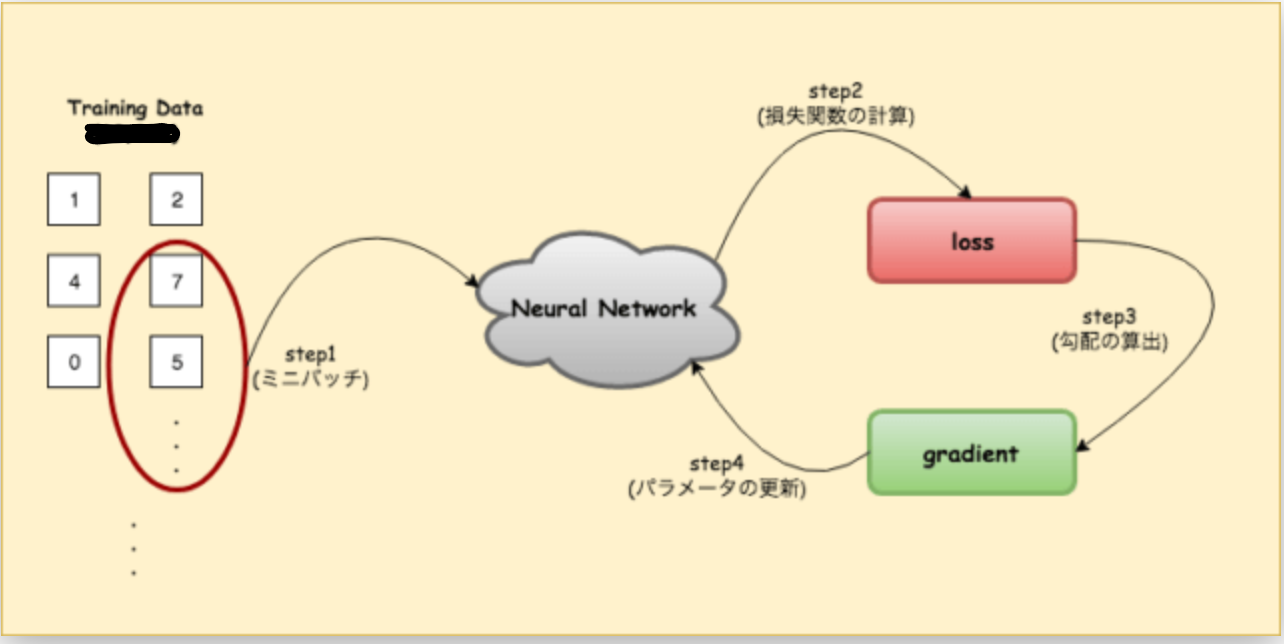 Training Data
1 2
4 7
0 5
step1
(ミニバッチ)
Neural Network
step2
(損失関数の計算)
loss
step3
(勾配の算出)
gradient
step4
(パラメータの更新)